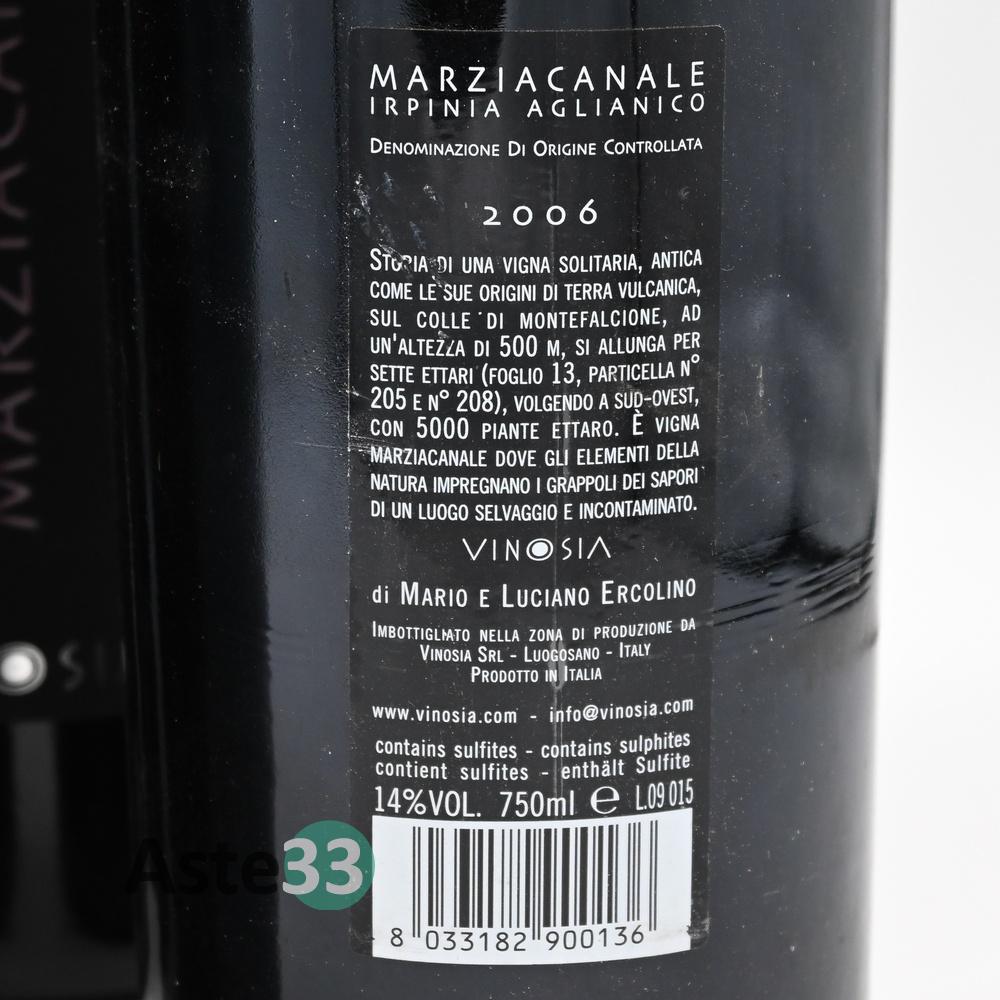 MARZIACANALE
IRPINIA AGLIANICO
DENOMINAZIONE DI ORIGINE CONTROLLATA
2006
STORIA DI UNA VIGNA SOLITARIA, ANTICA
COME LE SUE ORIGINI DI TERRA VULCANICA,
SUL COLLE DI MONTEFALCIONE, AD
UN'ALTEZZA DI 500 M, SI ALLUNGA PER
SETTE ETTARI (FOGLIO 13, PARTICELLA N°
205 E N° 208), VOLGENDO A SUD-OVEST,
CON 5000 PIANTE ETTARO. È VIGNA
MARZIACANALE DOVE GLI ELEMENTI DELLA
NATURA IMPREGNANO I GRAPPOLI DEI SAPORI
DI UN LUOGO SELVAGGIO E INCONTAMINATO.
VINOSIA
di MARIO E LUCIANO ERCOLINO
IMBOTTIGLIATO NELLA ZONA DI PRODUZIONE DA
VINOSIA SRL - LUOGOSANO - ITALY
PRODOTTO IN ITALIA
www.vinosia.com - info@vinosia.com
contains sulfites - contains sulphites
contient sulfites - enthält Sulfite
14%VOL. 750ml e L.09 015
8 033182 900136
Aste33